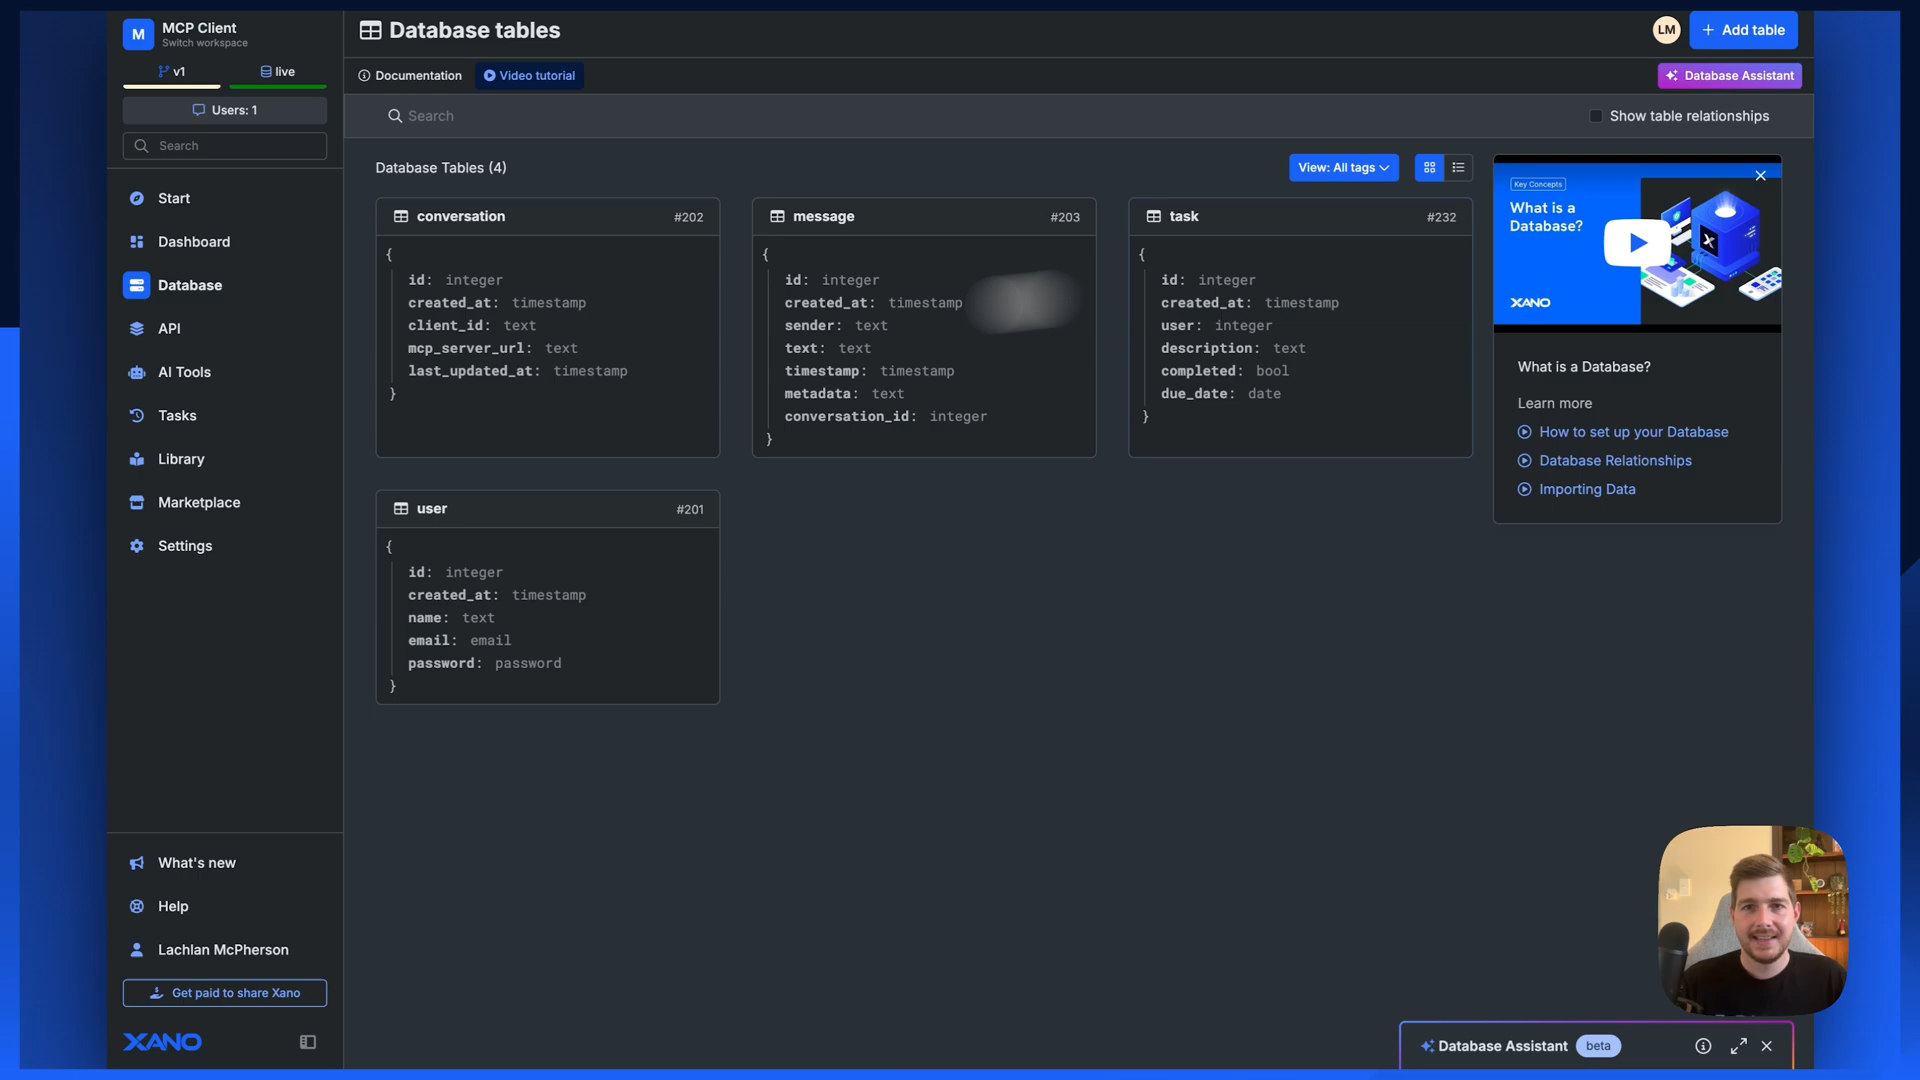 M
MCP Client
Switch workspace
v1
live
Users: 1
Search
Start
Dashboard
Database
API
AI Tools
Tasks
Library
Marketplace
Settings
What's new
Help
Lachlan McPherson
Get paid to share Xano
XANO
Database tables
LM
+ Add table
Documentation
Video tutorial
Database Assistant
Search
Show table relationships
Database Tables (4)
View: All tags
conversation #202
{
id: integer
created_at: timestamp
client_id: text
mcp_server_url: text
last_updated_at: timestamp
}
message #203
{
id: integer
created_at: timestamp
sender: text
text: text
timestamp: timestamp
metadata: text
conversation_id: integer
}
task #232
{
id: integer
created_at: timestamp
user: integer
description: text
completed: bool
due_date: date
}
user #201
{
id: integer
created_at: timestamp
name: text
email: email
password: password
}
Key Concepts
What is a
Database?
X
XANO
What is a Database?
Learn more
How to set up your Database
Database Relationships
Importing Data
Database Assistant beta